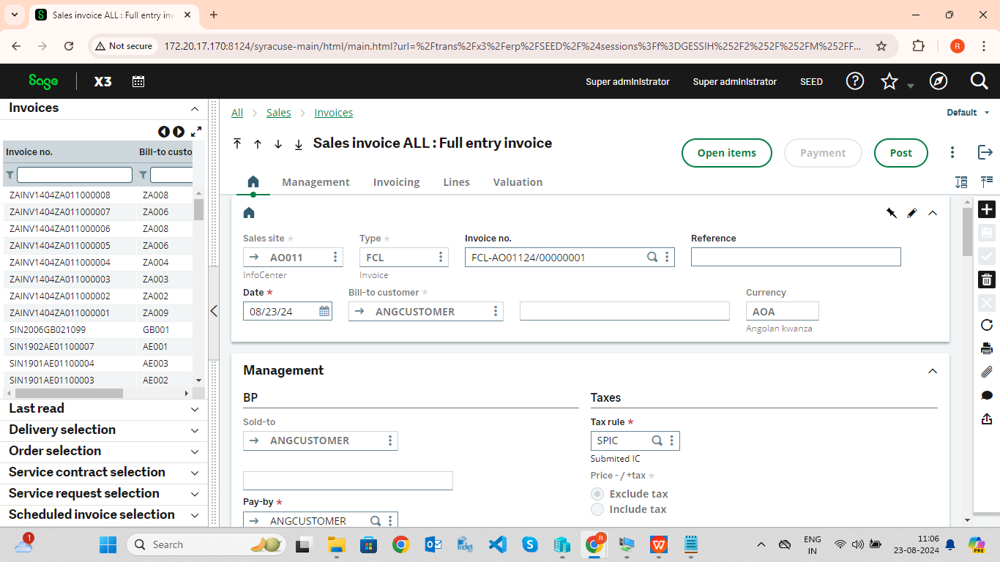 Sales invoice ALL : Full entry inv
Not secure
172.20.17.170:8124/syracuse-main/html/main.html?url=%2Ftrans%2Fx3%2Ferp%2FSEED%2F%24sessions%3Ff%3DGESSIH%252F2%252F%252FM%252FF...
R
Sage X3
Super administrator
Super administrator
SEED
Invoices
Invoice no.
Bill-to custo
ZAINV1404ZA011000008 ZA008
ZAINV1404ZA011000007 ZA006
ZAINV1404ZA011000006 ZA008
ZAINV1404ZA011000005 ZA006
ZAINV1404ZA011000004 ZA004
ZAINV1404ZA011000003 ZA003
ZAINV1404ZA011000002 ZA002
ZAINV1404ZA011000001 ZA009
SIN2006GB021099 GB001
SIN1902AE01100007 AE001
SIN1901AE01100004 AE003
SIN1901AE01100003 AE002
Last read
Delivery selection
Order selection
Service contract selection
Service request selection
Scheduled invoice selection
All
Sales
Invoices
Default
Sales invoice ALL : Full entry invoice
Open items
Payment
Post
Management
Invoicing
Lines
Valuation
Sales site *
Type *
Invoice no.
Reference
AO011
FCL
FCL-AO01124/00000001
InfoCenter
Invoice
Date *
Bill-to customer *
Currency
08/23/24
ANGCUSTOMER
AOA
Angolan kwanza
Management
BP
Taxes
Sold-to
Tax rule *
ANGCUSTOMER
SPIC
Submited IC
Price - / +tax *
Exclude tax
Include tax
Pay-by *
ANGCUSTOMER
1
Search
R
ENG
IN
11:06
23-08-2024
PRE